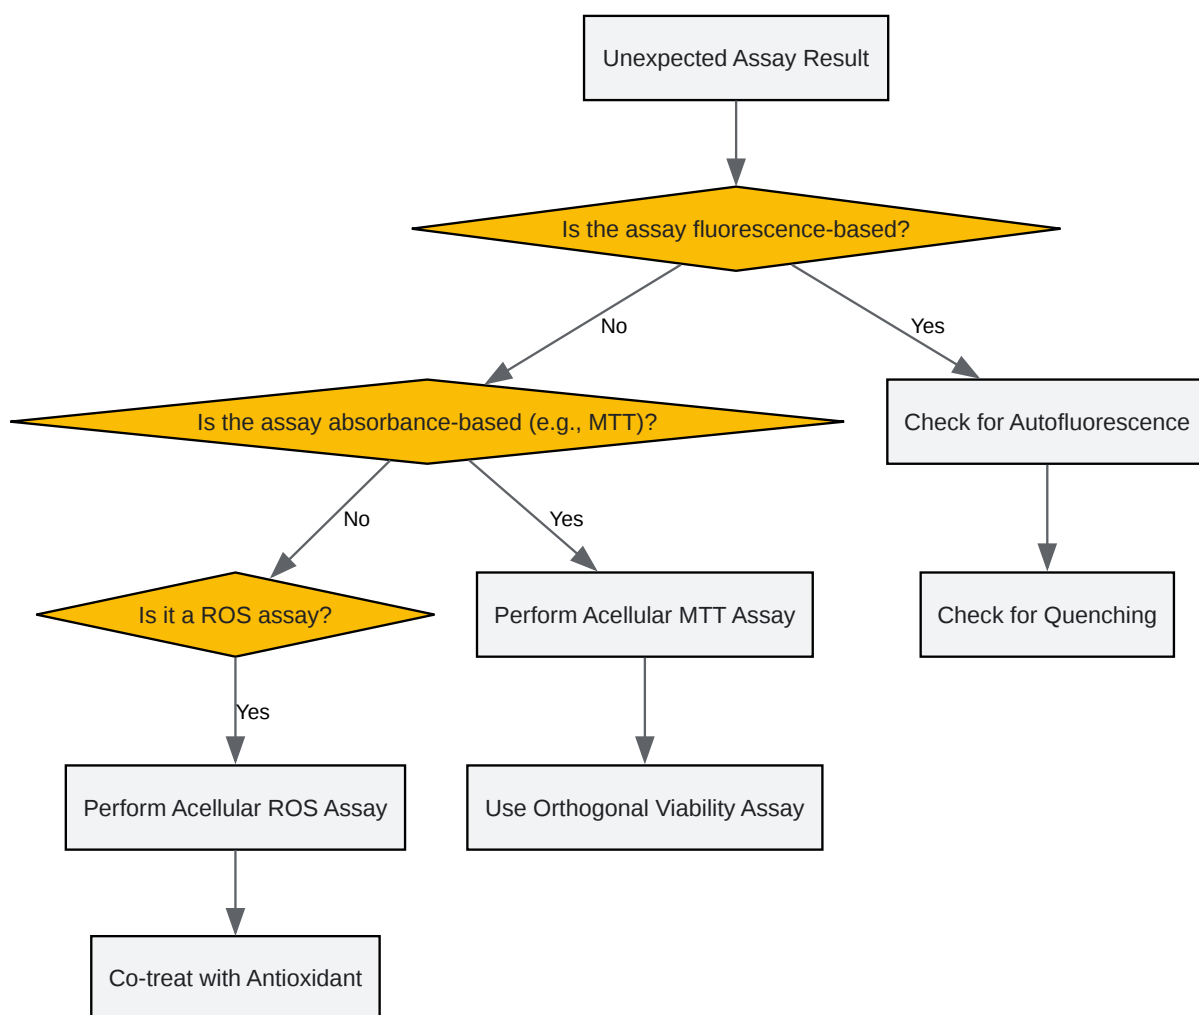 Unexpected Assay Result
Is the assay fluorescence-based?
No
Yes
Is the assay absorbance-based (e.g., MTT)?
Check for Autofluorescence
No
Yes
Is it a ROS assay?
Perform Acellular MTT Assay
Check for Quenching
Yes
Perform Acellular ROS Assay
Use Orthogonal Viability Assay
Co-treat with Antioxidant